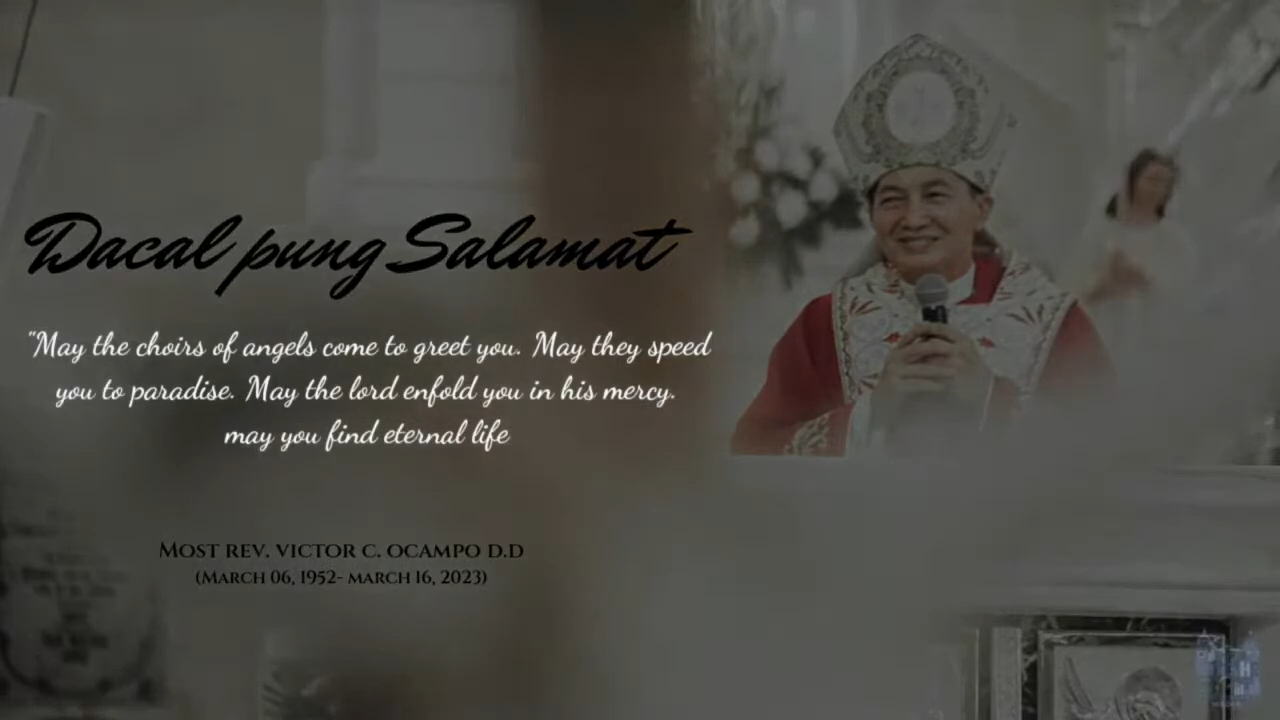 Dacal pung Salamat
"May the choirs of angels come to greet you. May they speed
you to paradise. May the lord enfold you in his mercy.
may you find eternal life
MOST REV. VICTOR C. OCAMPO D.D
(MARCH 06, 1952- MARCH 16, 2023)